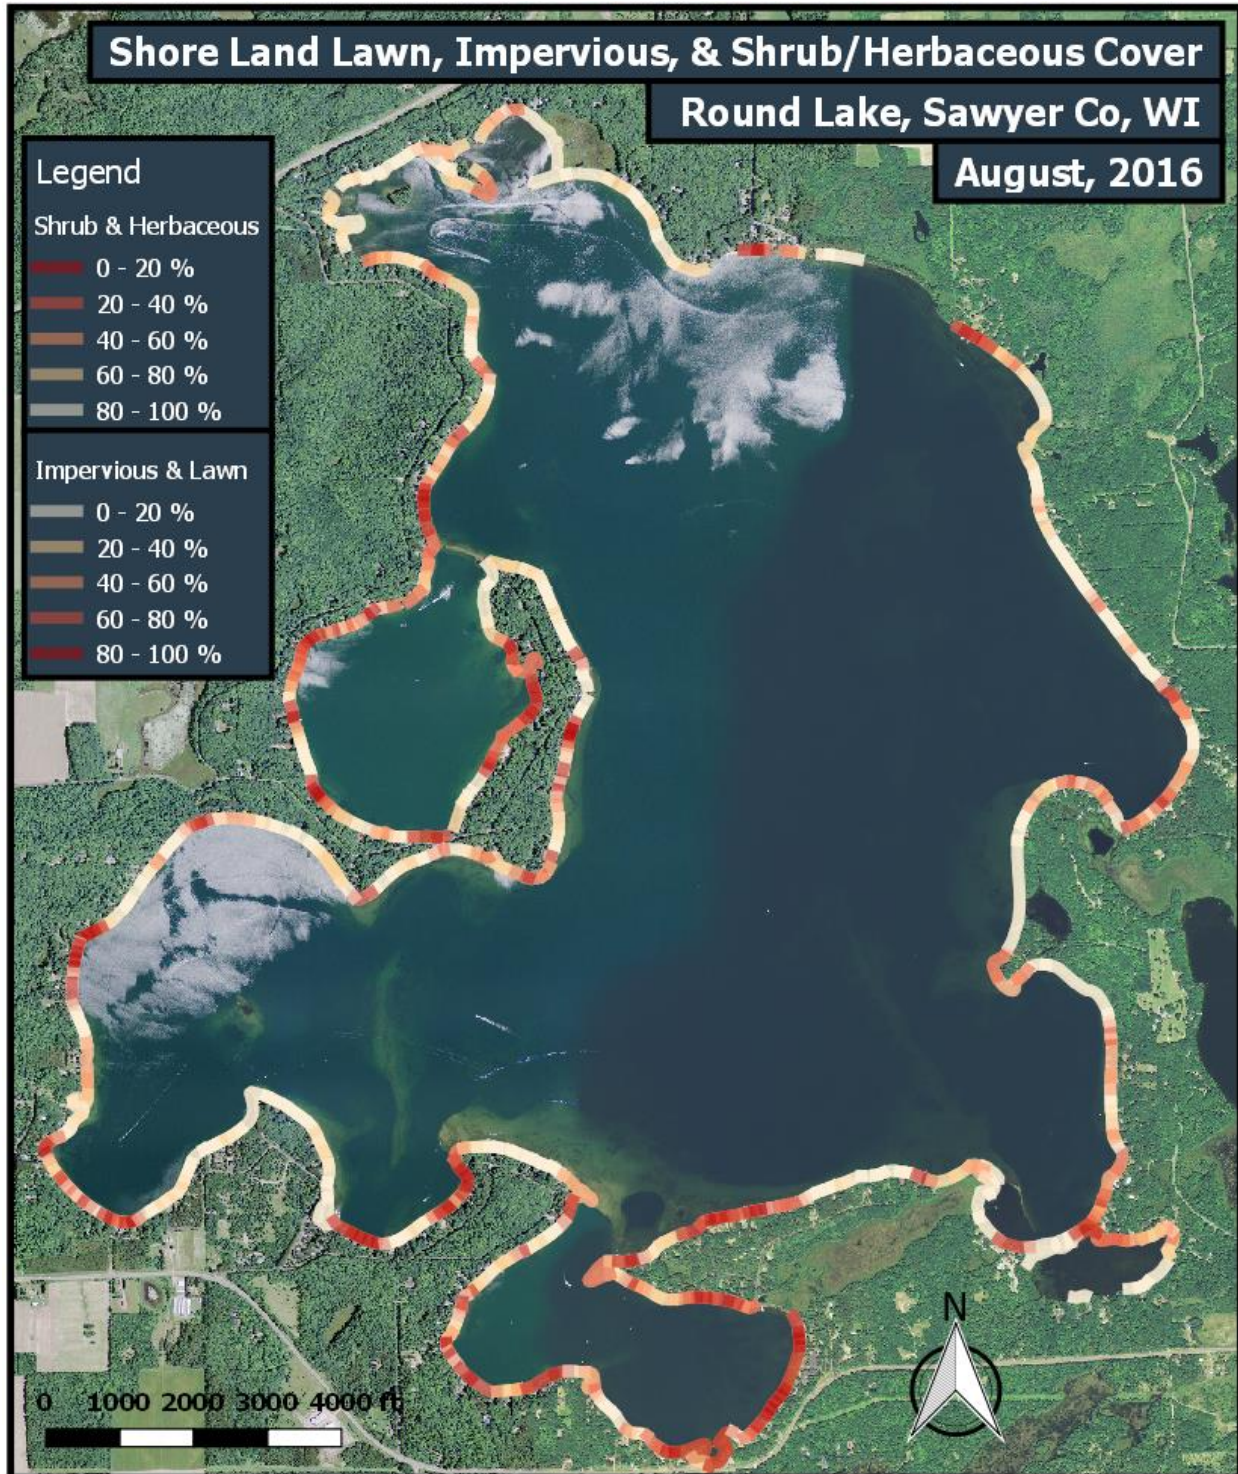 Shore Land Lawn, Impervious, & Shrub/Herbaceous Cover
Round Lake, Sawyer Co, WI
August, 2016
Legend
Shrub & Herbaceous
0 - 20 %
20 - 40 %
40 - 60 %
60 - 80 %
80 - 100 %
Impervious & Lawn
0 - 20 %
20 - 40 %
40 - 60 %
60 - 80 %
80 - 100 %
N
0 1000 2000 3000 4000 ft